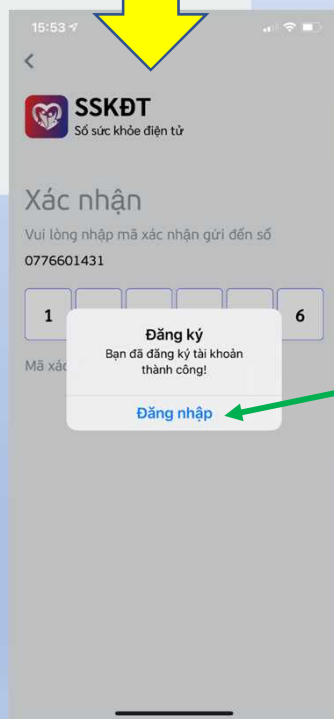 15:53
SSKĐT
Sổ sức khỏe điện tử
Xác nhận
Vui lòng nhập mã xác nhận gửi đến số
0776601431
1 6
Đăng ký
Bạn đã đăng ký tài khoản
thành công!
Mã xác
Đăng nhập